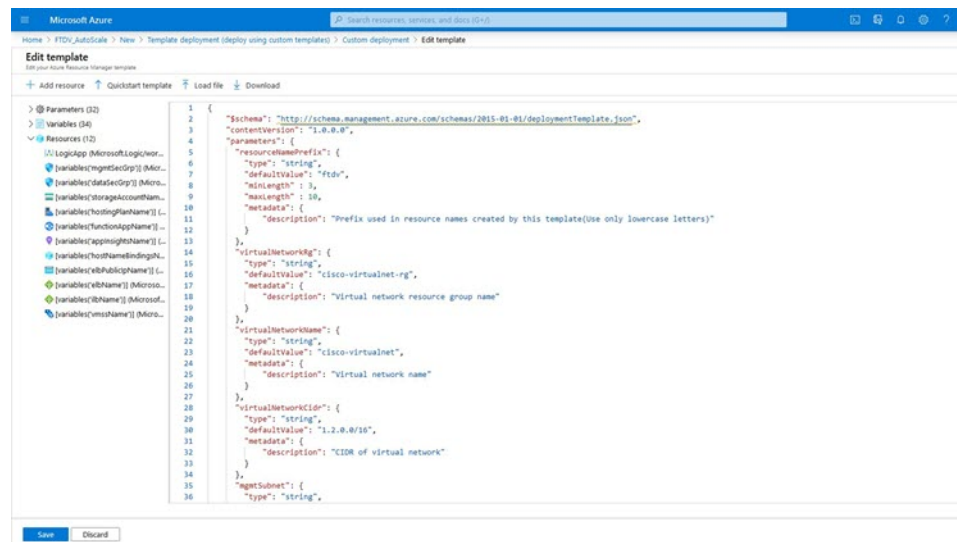 Microsoft Azure
Search resources, services, and docs (G+/)
Home > FTDV_AutoScale > New > Template deployment (deploy using custom templates) > Custom deployment > Edit template
Edit template
Edit your Azure Resource Manager template
+ Add resource ↑ Quickstart template Load file Download
> Parameters (32)
> Variables (34)
Resources (12)
LogicApp (Microsoft.Logic/wor...
[variables('mgmtSecGrp')] (Micr...
[variables('dataSecGrp')] (Micro...
[variables('storageAccountNam...
[variables('hostingPlanName')] (...
[variables('functionAppName')] ...
[variables('appInsightsName')] (...
[variables('hostNameBindingsN...
[variables('elbPublicIpName')] (...
[variables('elbName')] (Microso...
[variables('ilbName')] (Microsof...
[variables('vmssName')] (Micro...
1 {
2 "$schema": "http://schema.management.azure.com/schemas/2015-01-01/deploymentTemplate.json",
3 "contentVersion": "1.0.0.0",
4 "parameters": {
5 "resourceNamePrefix": {
6 "type": "string",
7 "defaultValue": "ftdv",
8 "minLength" : 3,
9 "maxLength" : 10,
10 "metadata": {
11 "description": "Prefix used in resource names created by this template(Use only lowercase letters)"
12 }
13 },
14 "virtualNetworkRg": {
15 "type": "string",
16 "defaultValue": "cisco-virtualnet-rg",
17 "metadata": {
18 "description": "Virtual network resource group name"
19 }
20 },
21 "virtualNetworkName": {
22 "type": "string",
23 "defaultValue": "cisco-virtualnet",
24 "metadata": {
25 "description": "Virtual network name"
26 }
27 },
28 "virtualNetworkCidr": {
29 "type": "string",
30 "defaultValue": "1.2.0.0/16",
31 "metadata": {
32 "description": "CIDR of virtual network"
33 }
34 },
35 "mgmtSubnet": {
36 "type": "string",
Save Discard